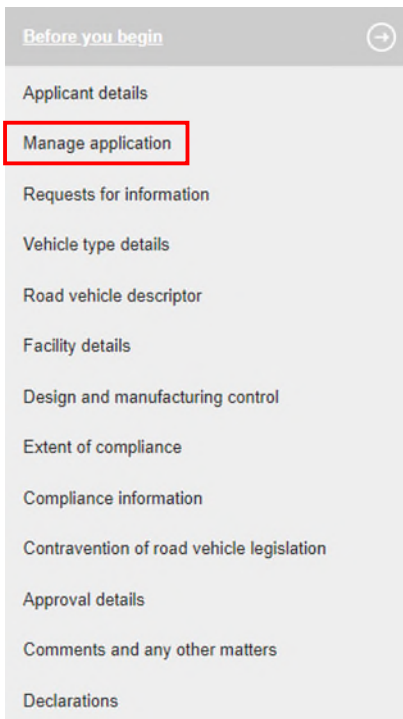 Before you begin
Applicant details
Manage application
Requests for information
Vehicle type details
Road vehicle descriptor
Facility details
Design and manufacturing control
Extent of compliance
Compliance information
Contravention of road vehicle legislation
Approval details
Comments and any other matters
Declarations